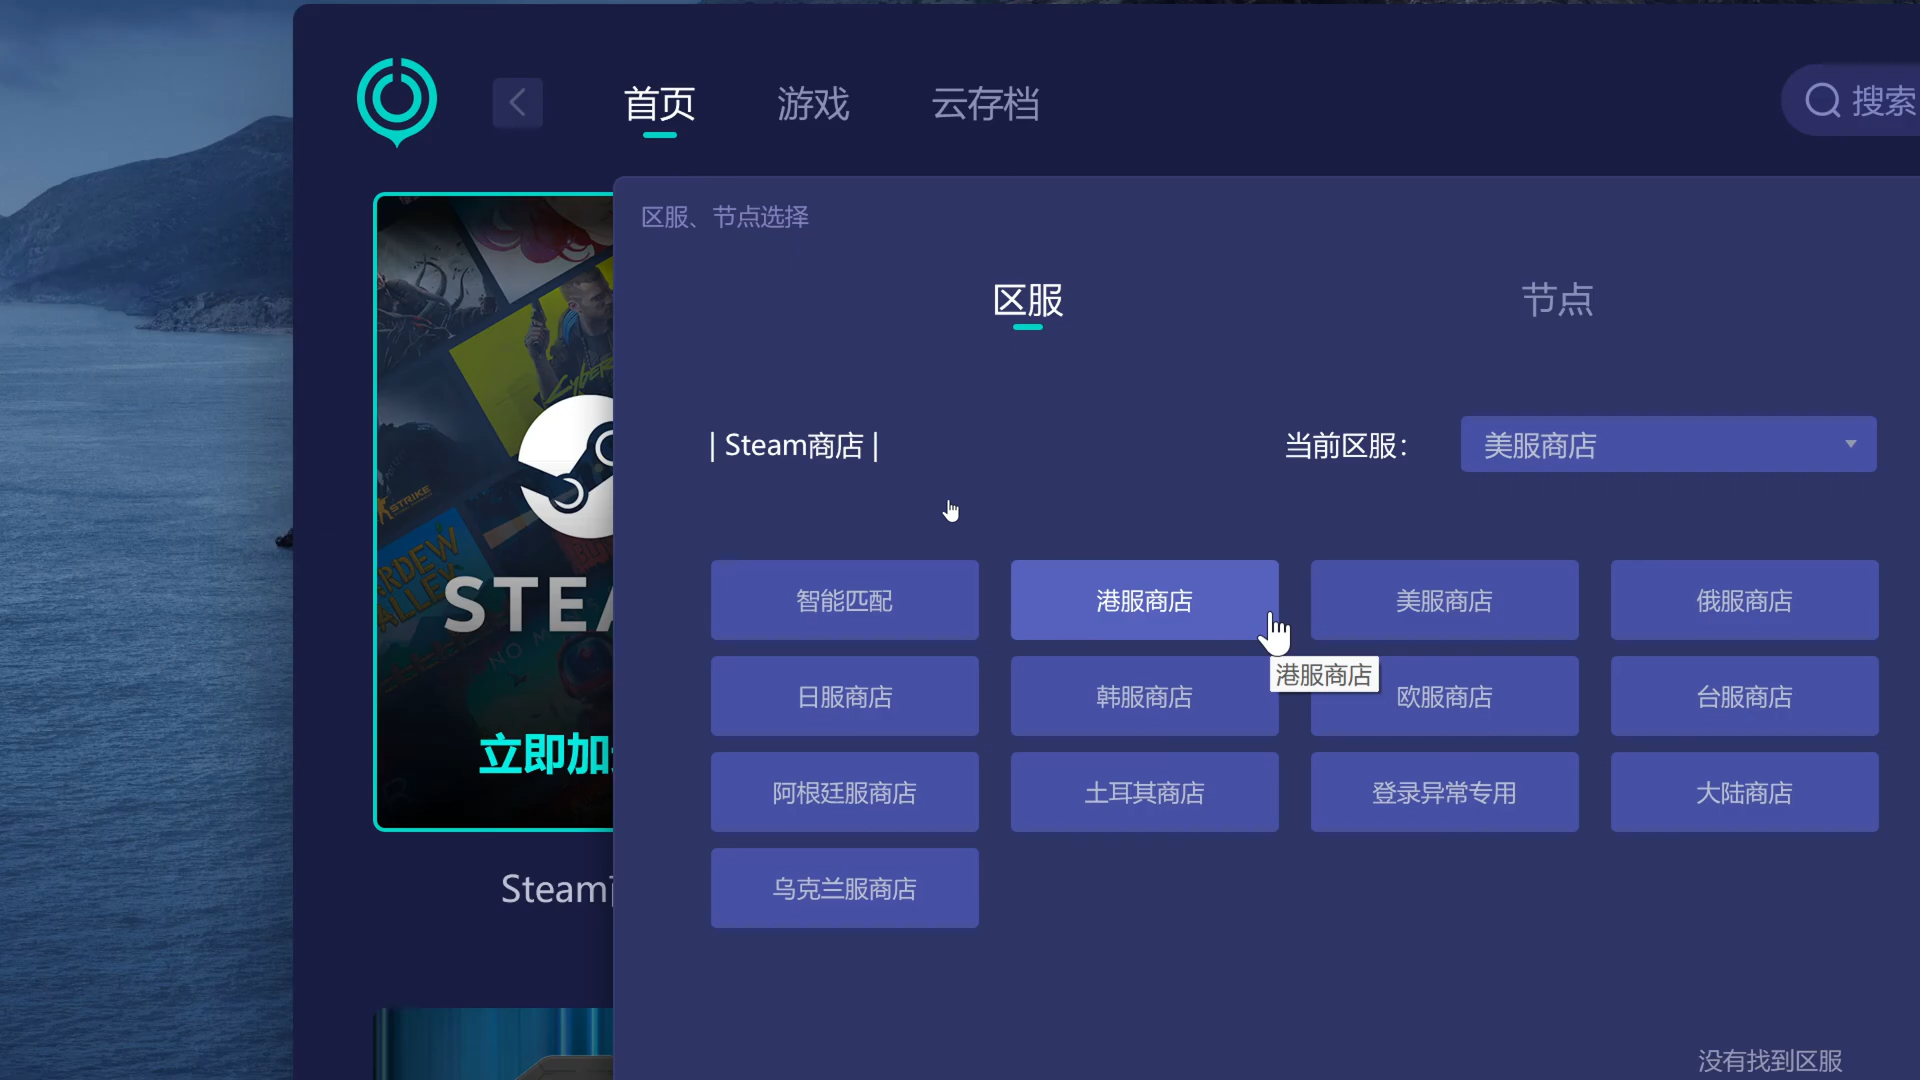 首页
游戏
云存档
搜索
区服、节点选择
区服
节点
| Steam商店 |
当前区服：
美服商店
智能匹配
港服商店
美服商店
俄服商店
港服商店
日服商店
韩服商店
欧服商店
台服商店
阿根廷服商店
土耳其商店
登录异常专用
大陆商店
乌克兰服商店
没有找到区服
STRIKE
STE
立即加
Steam